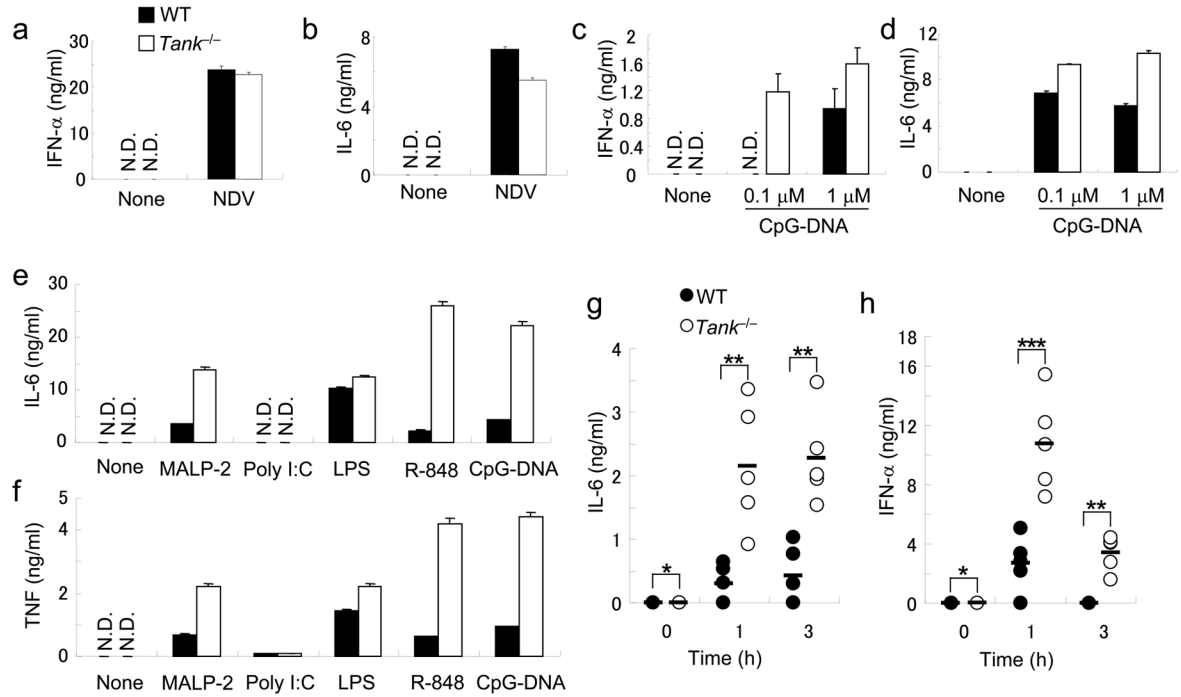 a
WT
Tank–/–
IFN-α (ng/ml)
30
20
10
0
N.D.
N.D.
None
NDV
b
IL-6 (ng/ml)
8
4
0
N.D.
N.D.
None
NDV
c
IFN-α (ng/ml)
2
1.6
1.2
0.8
0.4
0
N.D.
N.D.
N.D.
None
0.1 μM
1 μM
CpG-DNA
d
IL-6 (ng/ml)
12
8
4
0
None
0.1 μM
1 μM
CpG-DNA
e
IL-6 (ng/ml)
30
20
10
0
N.D.
N.D.
N.D.
N.D.
None
MALP-2
Poly I:C
LPS
R-848
CpG-DNA
f
TNF (ng/ml)
5
4
2
0
N.D.
N.D.
None
MALP-2
Poly I:C
LPS
R-848
CpG-DNA
g
WT
Tank–/–
IL-6 (ng/ml)
4
3
2
1
0
*
**
**
0
1
3
Time (h)
h
IFN-α (ng/ml)
18
16
12
8
4
0
*
***
**
0
1
3
Time (h)